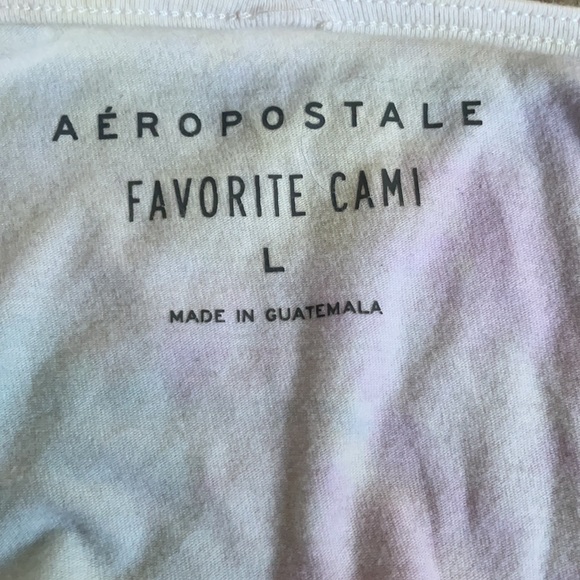 AÉROPOSTALE
FAVORITE CAMI
L
MADE IN GUATEMALA